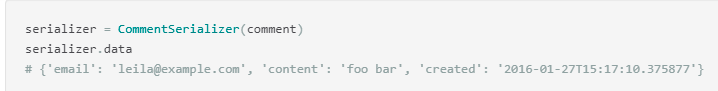 serializer = CommentSerializer(comment)
serializer.data
# {'email': 'leila@example.com', 'content': 'foo bar', 'created': '2016-01-27T15:17:10.375877'}